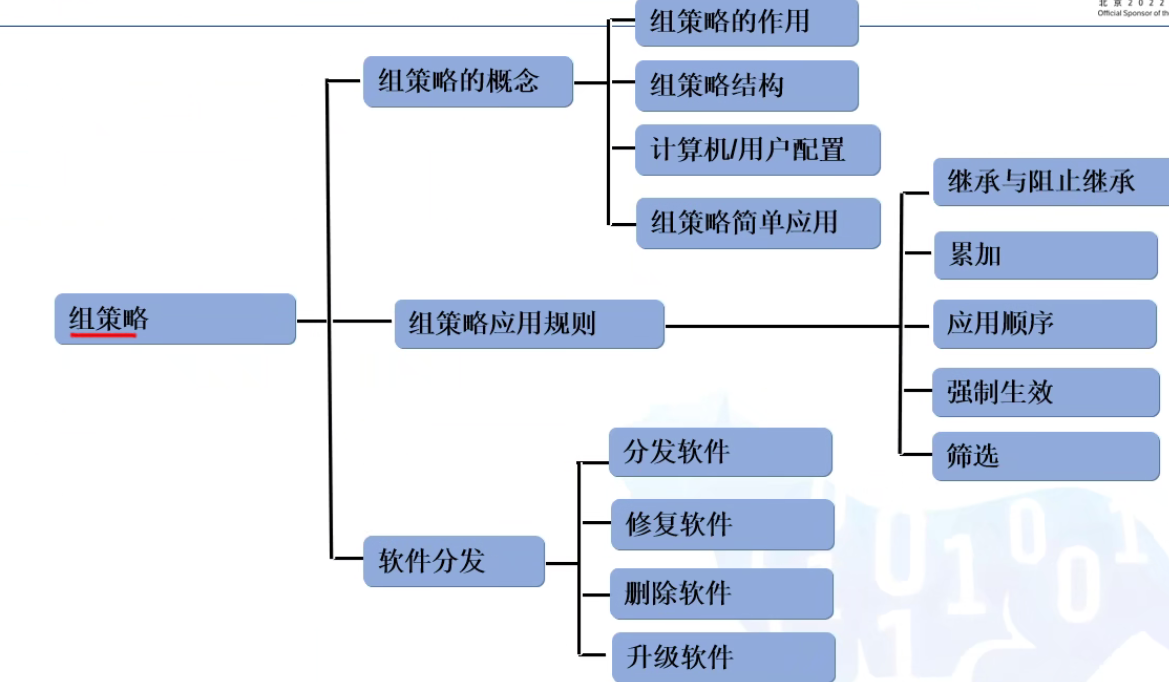 北京2022
Official Sponsor of th
组策略
组策略的概念
组策略的作用
组策略结构
计算机/用户配置
组策略简单应用
组策略应用规则
继承与阻止继承
累加
应用顺序
强制生效
筛选
软件分发
分发软件
修复软件
删除软件
升级软件